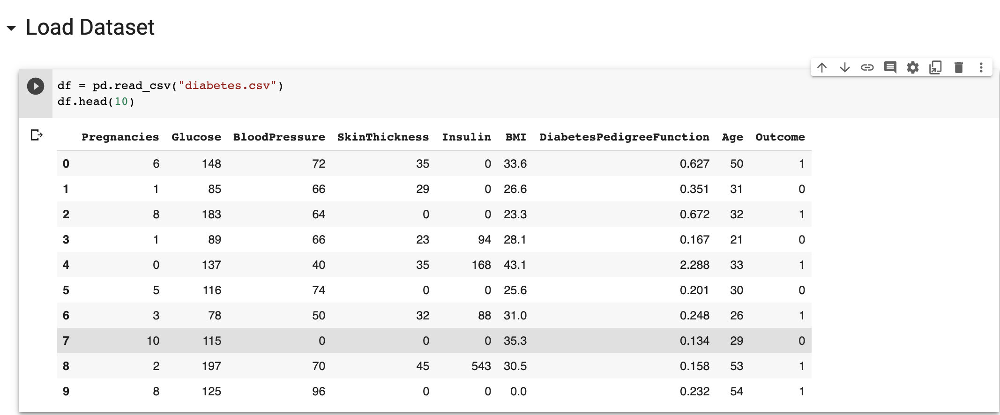 Load Dataset
df = pd.read_csv("diabetes.csv")
df.head(10)
Pregnancies Glucose BloodPressure SkinThickness Insulin BMI DiabetesPedigreeFunction Age Outcome
0 6 148 72 35 0 33.6 0.627 50 1
1 1 85 66 29 0 26.6 0.351 31 0
2 8 183 64 0 0 23.3 0.672 32 1
3 1 89 66 23 94 28.1 0.167 21 0
4 0 137 40 35 168 43.1 2.288 33 1
5 5 116 74 0 0 25.6 0.201 30 0
6 3 78 50 32 88 31.0 0.248 26 1
7 10 115 0 0 0 35.3 0.134 29 0
8 2 197 70 45 543 30.5 0.158 53 1
9 8 125 96 0 0 0.0 0.232 54 1